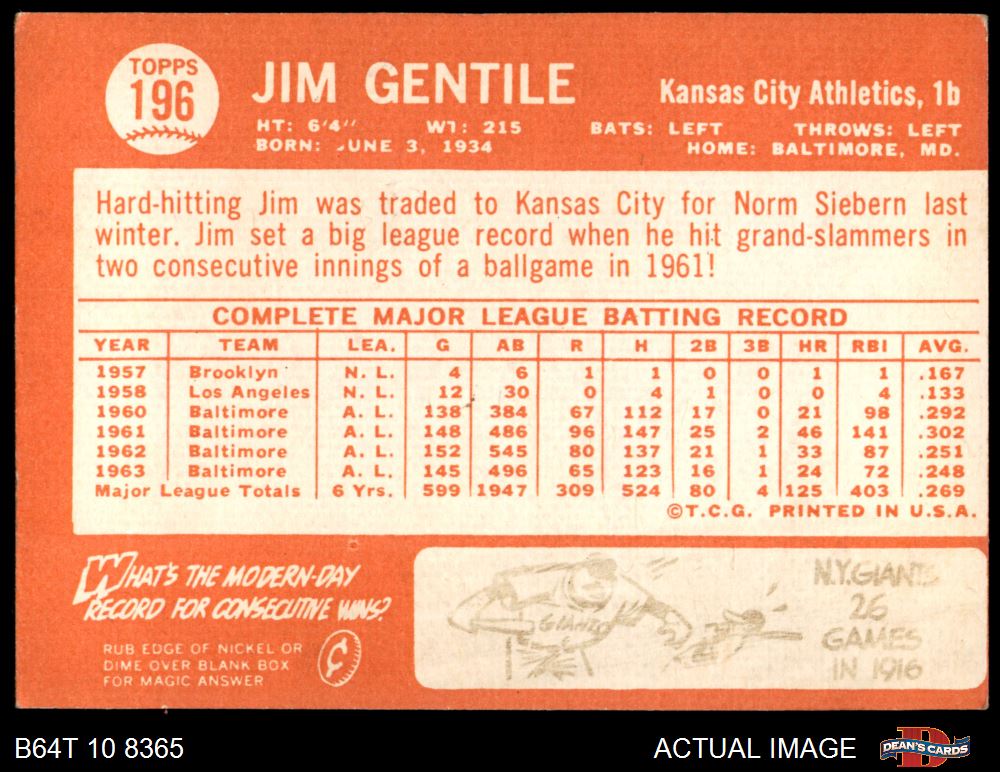 TOPPS
196
JIM GENTILE
Kansas City Athletics, 1b
HT: 6'4" WT: 215 BATS: LEFT THROWS: LEFT
BORN: JUNE 3, 1934 HOME: BALTIMORE, MD.
Hard-hitting Jim was traded to Kansas City for Norm Siebern last
winter. Jim set a big league record when he hit grand-slammers in
two consecutive innings of a ballgame in 1961!
COMPLETE MAJOR LEAGUE BATTING RECORD
YEAR TEAM LEA. G AB R H 2B 3B HR RBI AVG.
1957 Brooklyn N. L. 4 6 1 1 0 0 1 1 .167
1958 Los Angeles N. L. 12 30 0 4 1 0 0 4 .133
1960 Baltimore A. L. 138 384 67 112 17 0 21 98 .292
1961 Baltimore A. L. 148 486 96 147 25 2 46 141 .302
1962 Baltimore A. L. 152 545 80 137 21 1 33 87 .251
1963 Baltimore A. L. 145 496 65 123 16 1 24 72 .248
Major League Totals 6 Yrs. 599 1947 309 524 80 4 125 403 .269
©T.C.G. PRINTED IN U.S.A.
WHAT'S THE MODERN-DAY
RECORD FOR CONSECUTIVE WINS?
RUB EDGE OF NICKEL OR
DIME OVER BLANK BOX
FOR MAGIC ANSWER
¢
GIANTS
N.Y. GIANTS
26
GAMES
IN 1916
B64T 10 8365
ACTUAL IMAGE
D
DEAN'S CARDS